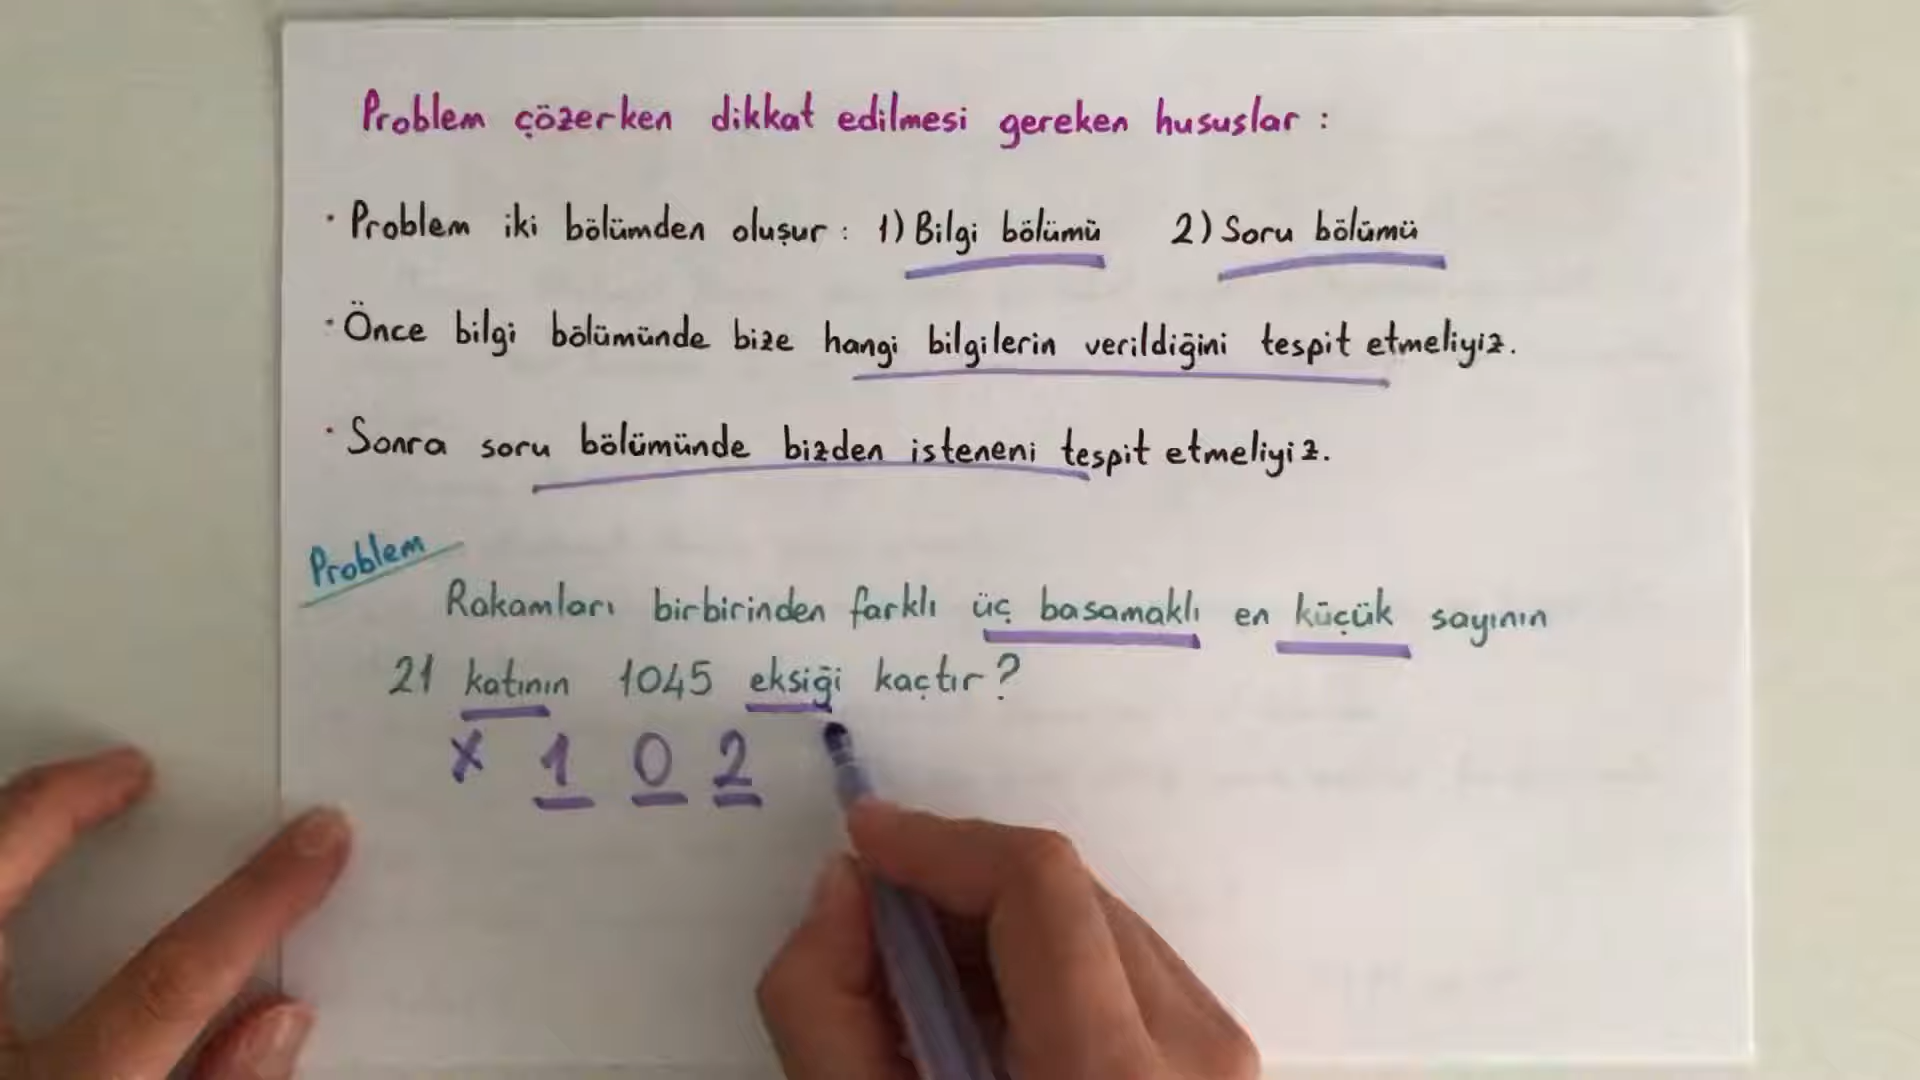 Problem çözerken dikkat edilmesi gereken hususlar :
· Problem iki bölümden oluşur : 1) Bilgi bölümü 2) Soru bölümü
· Önce bilgi bölümünde bize hangi bilgilerin verildiğini tespit etmeliyiz.
· Sonra soru bölümünde bizden isteneni tespit etmeliyiz.
Problem
Rakamları birbirinden farklı üç basamaklı en küçük sayının
21 katının 1045 eksiği kaçtır?
x 1 0 2